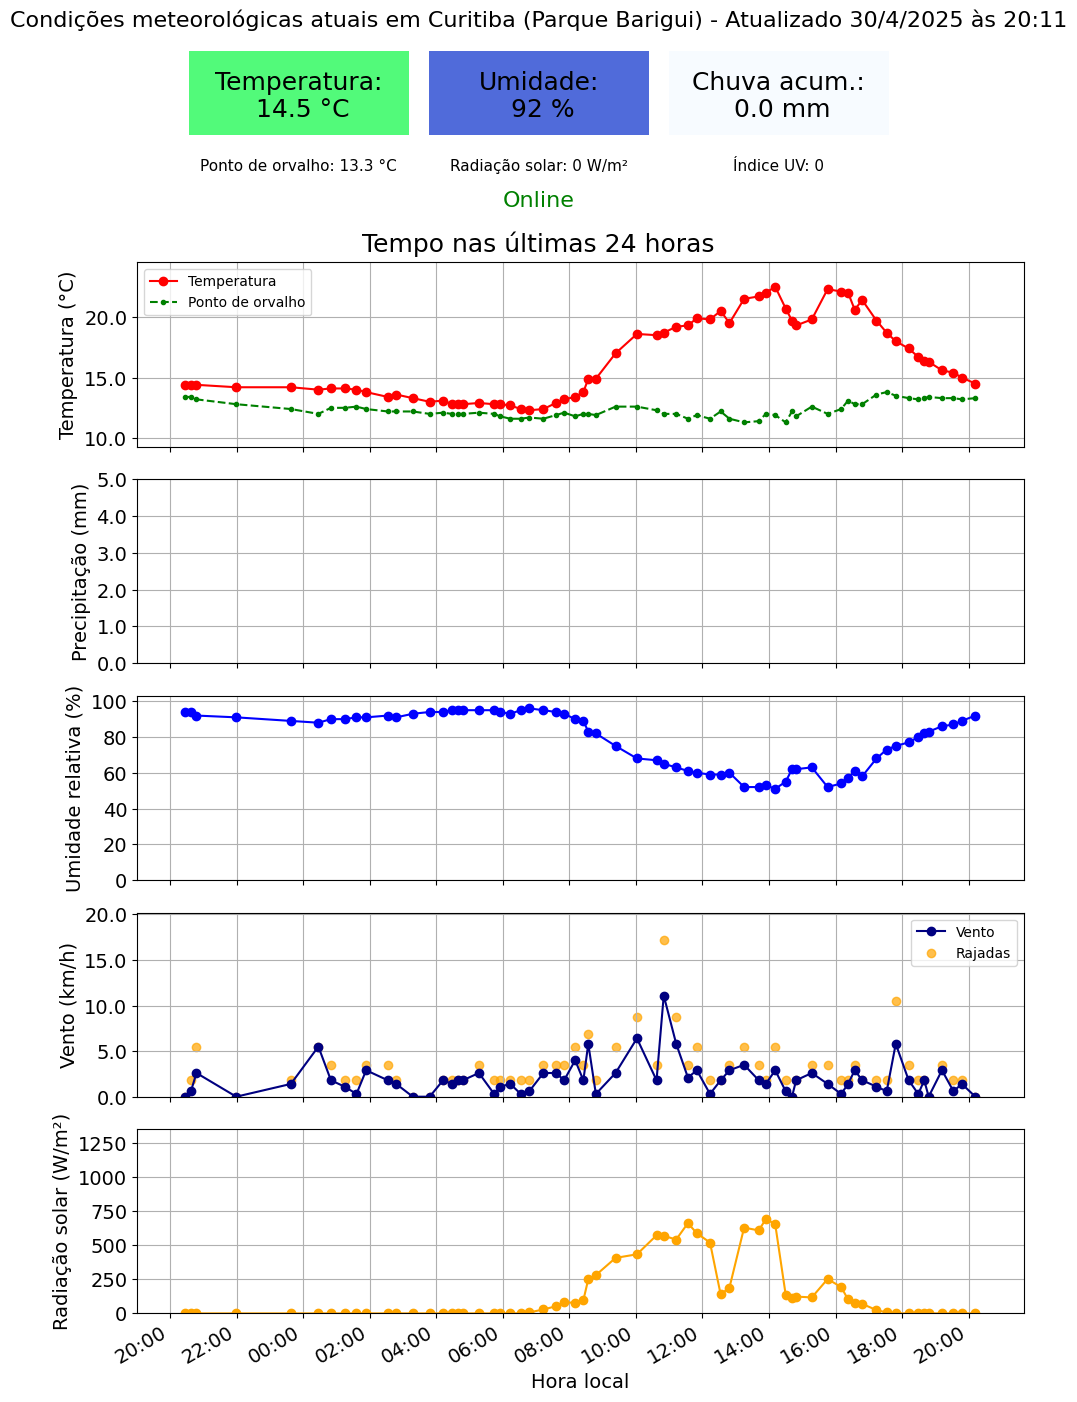 Condições meteorológicas atuais em Curitiba (Parque Barigui) - Atualizado 30/4/2025 às 20:11
Temperatura:
14.5 °C
Umidade:
92 %
Chuva acum.:
0.0 mm
Ponto de orvalho: 13.3 °C
Radiação solar: 0 W/m²
Índice UV: 0
Online
Tempo nas últimas 24 horas
Temperatura (°C)
20.0
15.0
10.0
Temperatura
Ponto de orvalho
Precipitação (mm)
5.0
4.0
3.0
2.0
1.0
0.0
Umidade relativa (%)
100
80
60
40
20
0
Vento (km/h)
20.0
15.0
10.0
5.0
0.0
Vento
Rajadas
Radiação solar (W/m²)
1250
1000
750
500
250
0
20:00
22:00
00:00
02:00
04:00
06:00
08:00
10:00
12:00
14:00
16:00
18:00
20:00
Hora local